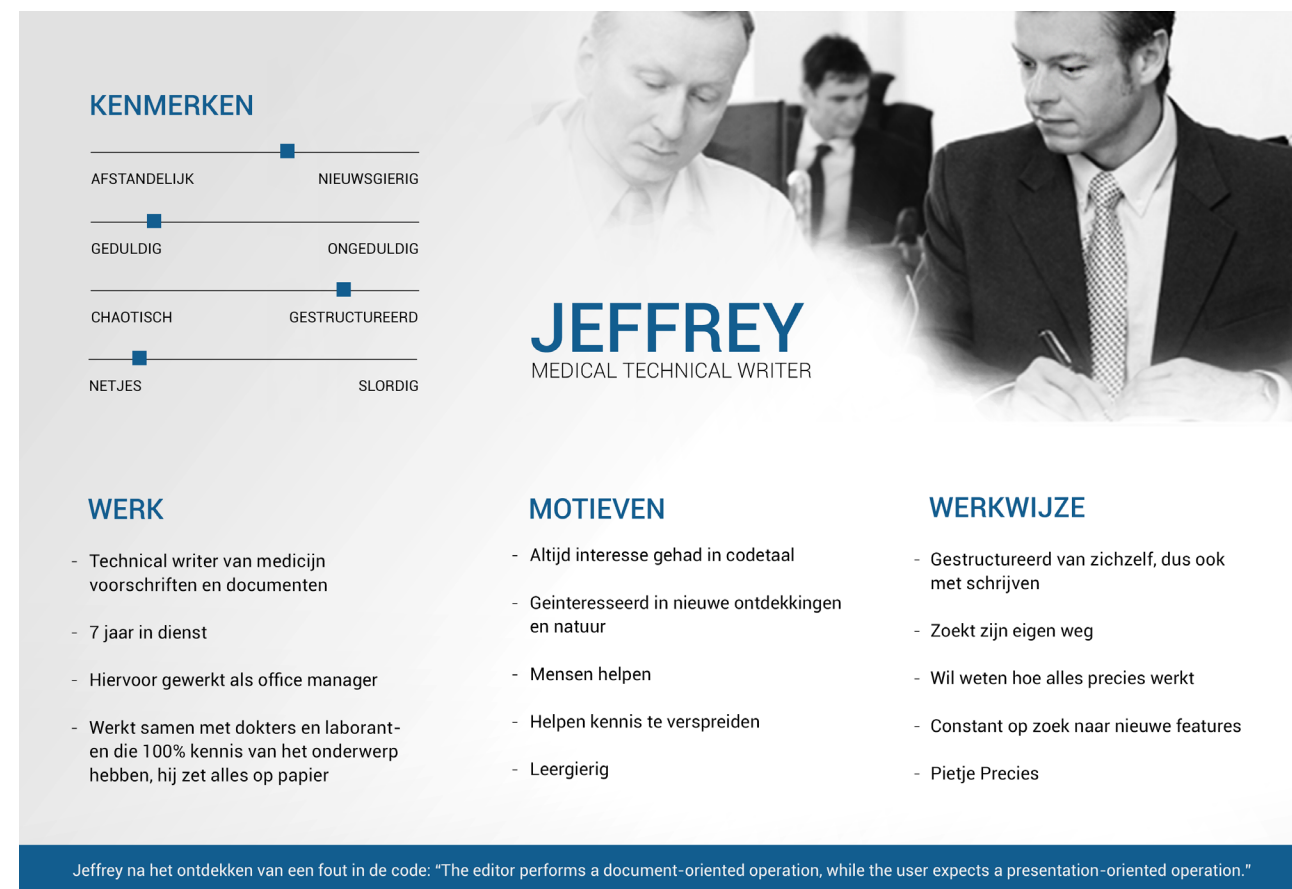 KENMERKEN
AFSTANDELIJK NIEUWSGIERIG
GEDULDIG ONGEDULDIG
CHAOTISCH GESTRUCTUREERD
NETJES SLORDIG
JEFFREY
MEDICAL TECHNICAL WRITER
WERK
- Technical writer van medicijn
voorschriften en documenten
- 7 jaar in dienst
- Hiervoor gewerkt als office manager
- Werkt samen met dokters en laborant-
en die 100% kennis van het onderwerp
hebben, hij zet alles op papier
MOTIEVEN
- Altijd interesse gehad in codetaal
- Geinteresseerd in nieuwe ontdekkingen
en natuur
- Mensen helpen
- Helpen kennis te verspreiden
- Leergierig
WERKWIJZE
- Gestructureerd van zichzelf, dus ook
met schrijven
- Zoekt zijn eigen weg
- Wil weten hoe alles precies werkt
- Constant op zoek naar nieuwe features
- Pietje Precies
Jeffrey na het ontdekken van een fout in de code: “The editor performs a document-oriented operation, while the user expects a presentation-oriented operation.”